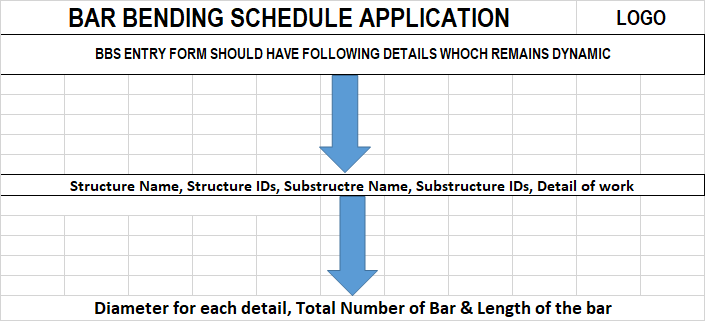 BAR BENDING SCHEDULE APPLICATION LOGO
BBS ENTRY FORM SHOULD HAVE FOLLOWING DETAILS WHOCH REMAINS DYNAMIC
Structure Name, Structure IDs, Substructre Name, Substructure IDs, Detail of work
Diameter for each detail, Total Number of Bar & Length of the bar